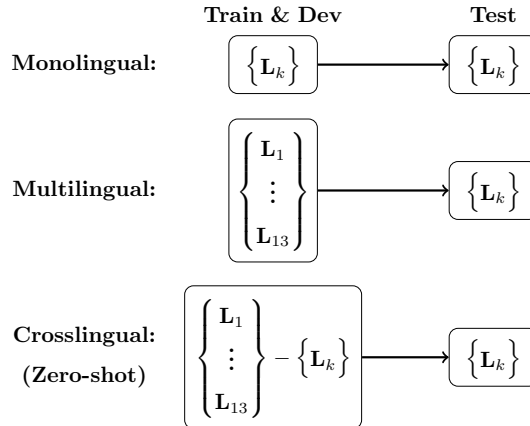 Train & Dev Test
Monolingual: {L_k} {L_k}
Multilingual: {L_1 ⋮ L_13} {L_k}
Crosslingual: (Zero-shot) {L_1 ⋮ L_13} − {L_k} {L_k}